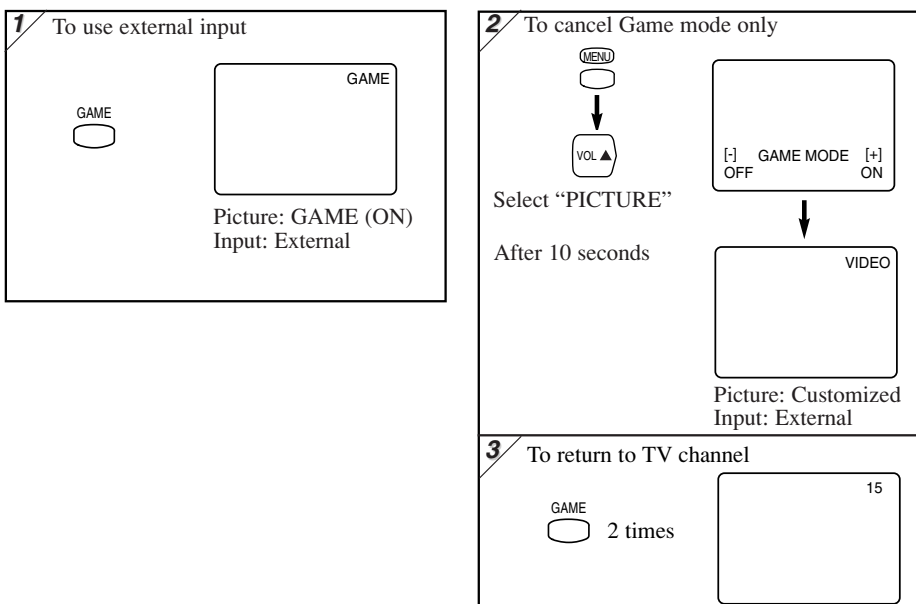 1 To use external input
GAME
GAME
Picture: GAME (ON)
Input: External
2 To cancel Game mode only
MENU
VOL ▲
Select “PICTURE”
[-] GAME MODE [+]
OFF ON
After 10 seconds
VIDEO
Picture: Customized
Input: External
3 To return to TV channel
GAME
2 times
15